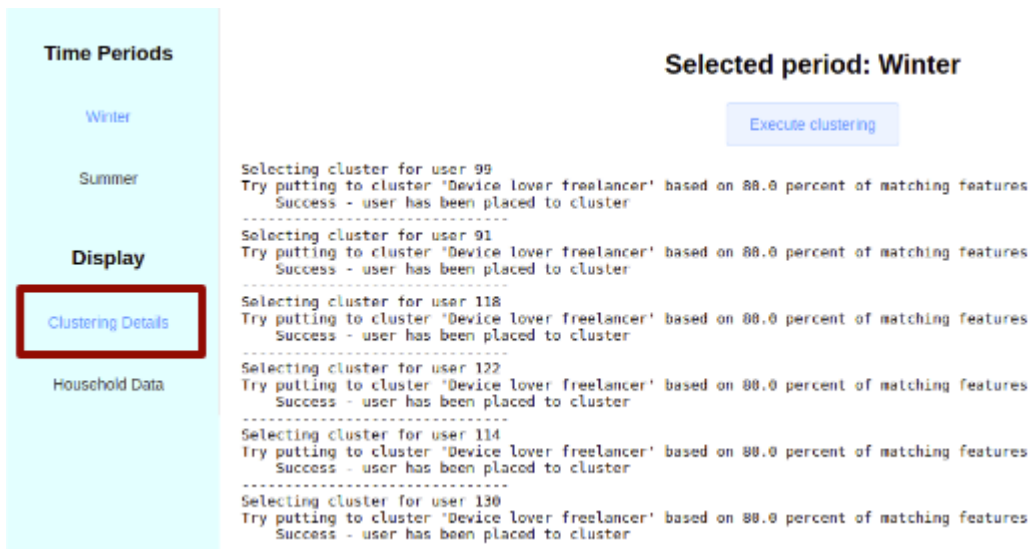 Time Periods
Winter
Summer
Display
Clustering Details
Household Data
Selected period: Winter
Execute clustering
Selecting cluster for user 99
Try putting to cluster 'Device lover freelancer' based on 80.0 percent of matching features
Success - user has been placed to cluster
-------------------------------
Selecting cluster for user 91
Try putting to cluster 'Device lover freelancer' based on 80.0 percent of matching features
Success - user has been placed to cluster
-------------------------------
Selecting cluster for user 118
Try putting to cluster 'Device lover freelancer' based on 80.0 percent of matching features
Success - user has been placed to cluster
-------------------------------
Selecting cluster for user 122
Try putting to cluster 'Device lover freelancer' based on 80.0 percent of matching features
Success - user has been placed to cluster
-------------------------------
Selecting cluster for user 114
Try putting to cluster 'Device lover freelancer' based on 80.0 percent of matching features
Success - user has been placed to cluster
-------------------------------
Selecting cluster for user 130
Try putting to cluster 'Device lover freelancer' based on 80.0 percent of matching features
Success - user has been placed to cluster